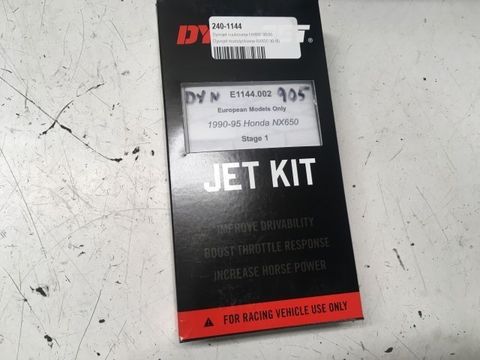 240-1144
DY
DYN
E1144.002
905
European Models Only
1990-95 Honda NX650
Stage 1
JET KIT
IMPROVE DRIVABILITY
BOOST THROTTLE RESPONSE
INCREASE HORSE POWER
FOR RACING VEHICLE USE ONLY